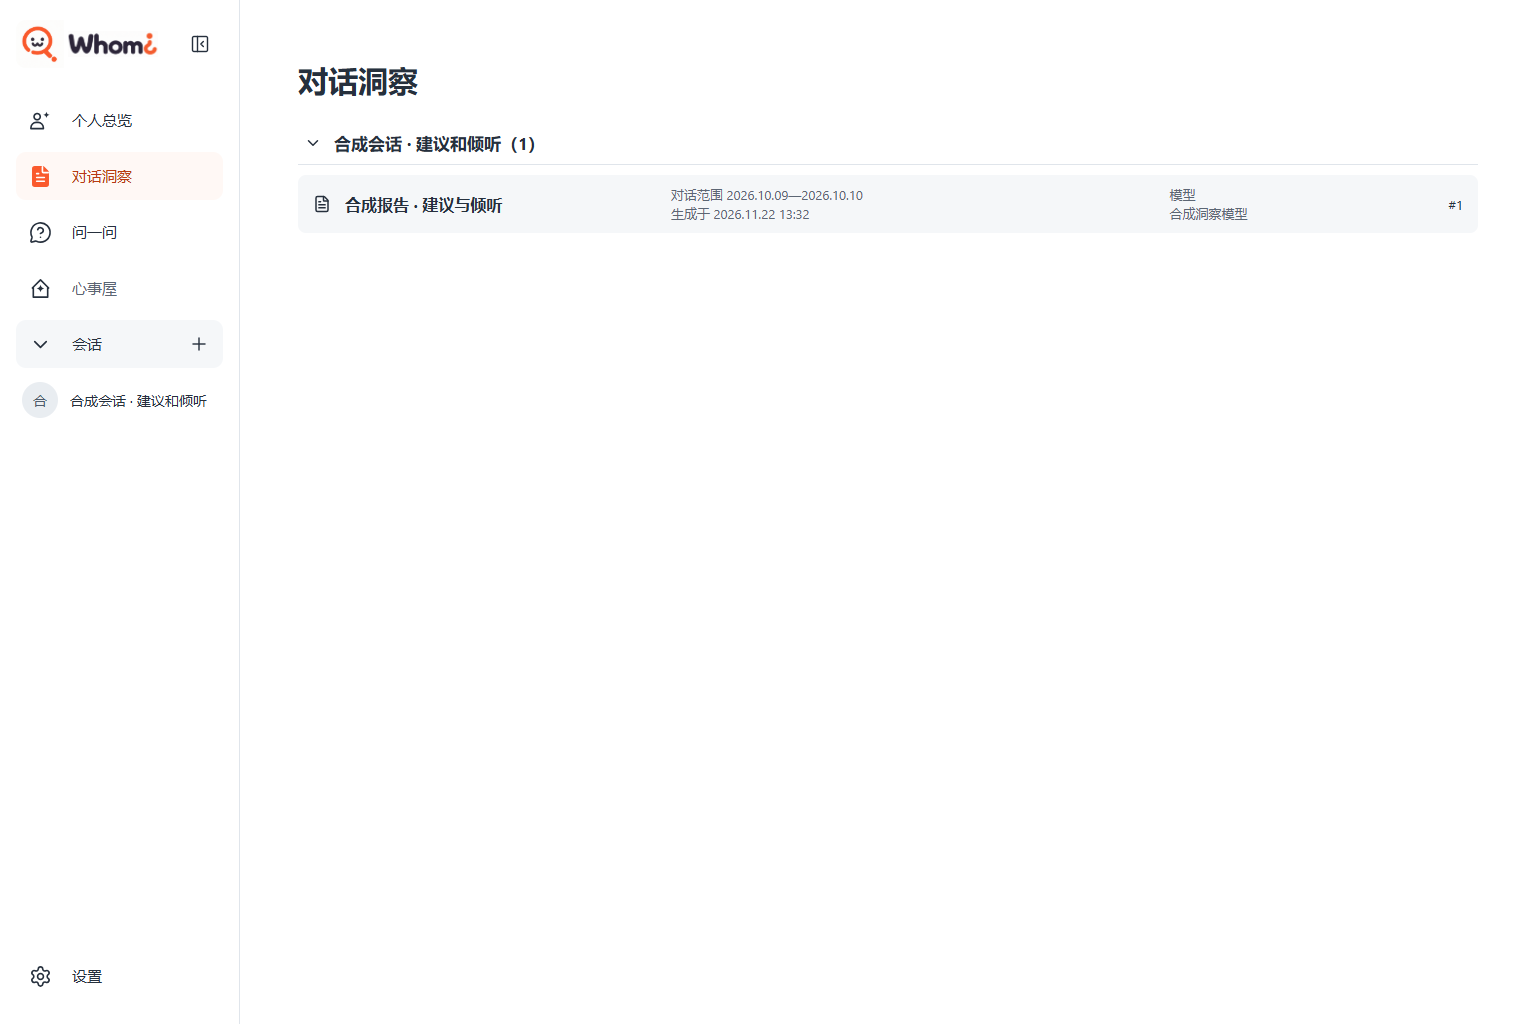 Whomi
个人总览
对话洞察
问一问
心事屋
会话
合 合成会话 · 建议和倾听
设置
对话洞察
合成会话 · 建议和倾听（1）
合成报告 · 建议与倾听
对话范围 2026.10.09—2026.10.10
生成于 2026.11.22 13:32
模型
合成洞察模型
#1